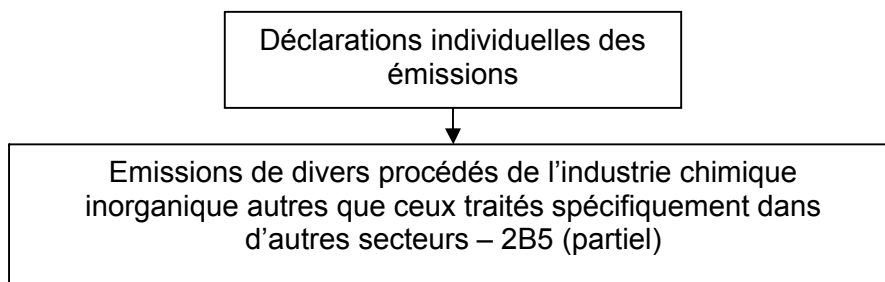 Déclarations individuelles des
émissions
Emissions de divers procédés de l’industrie chimique
inorganique autres que ceux traités spécifiquement dans
d’autres secteurs – 2B5 (partiel)